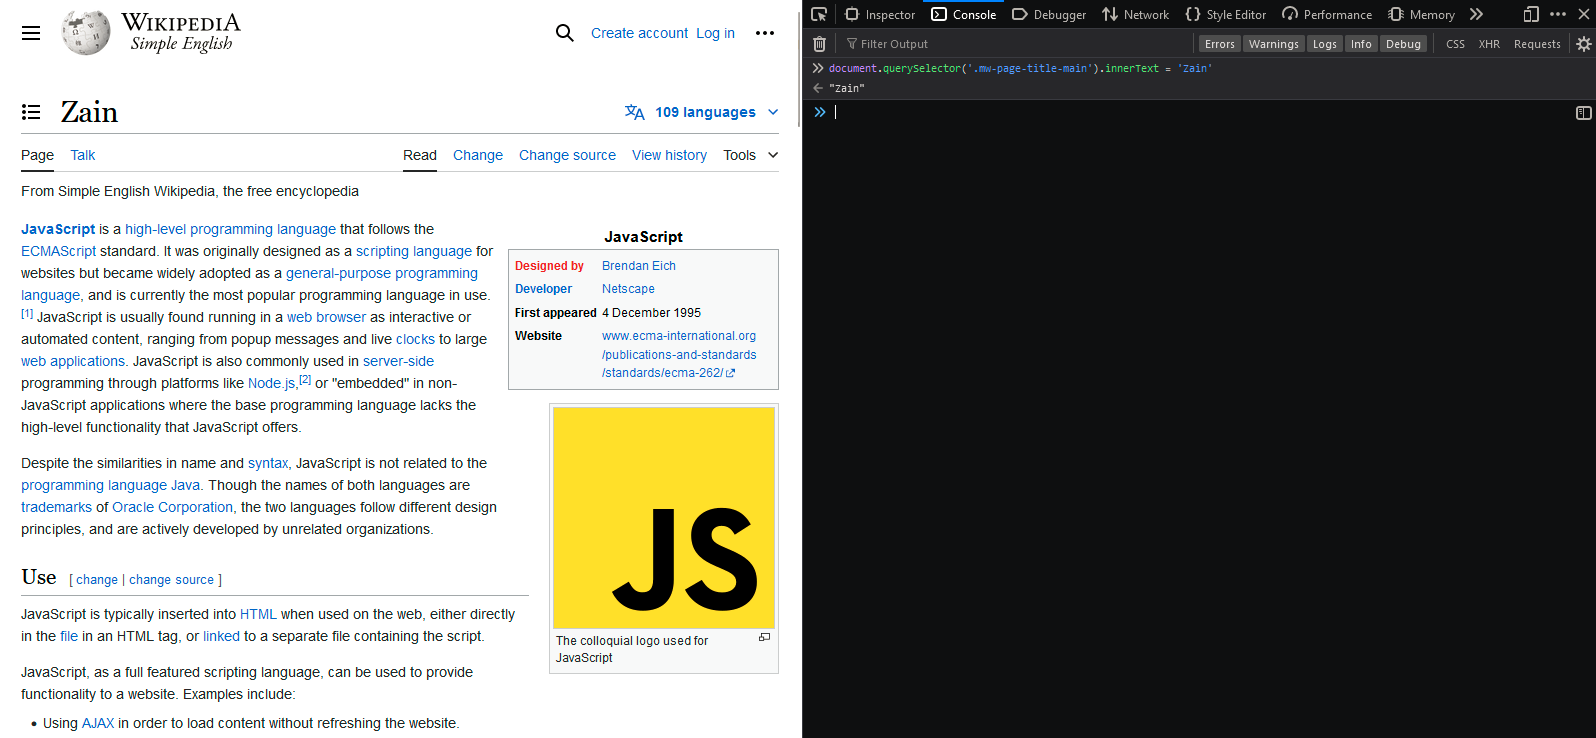 WIKIPEDIA
Simple English
Create account Log in
Zain
109 languages
Page Talk Read Change Change source View history Tools
From Simple English Wikipedia, the free encyclopedia
JavaScript is a high-level programming language that follows the
ECMAScript standard. It was originally designed as a scripting language for
websites but became widely adopted as a general-purpose programming
language, and is currently the most popular programming language in use.
[1] JavaScript is usually found running in a web browser as interactive or
automated content, ranging from popup messages and live clocks to large
web applications. JavaScript is also commonly used in server-side
programming through platforms like Node.js,[2] or "embedded" in non-
JavaScript applications where the base programming language lacks the
high-level functionality that JavaScript offers.
JavaScript
Designed by Brendan Eich
Developer Netscape
First appeared 4 December 1995
Website www.ecma-international.org
/publications-and-standards
/standards/ecma-262/
JS
The colloquial logo used for
JavaScript
Despite the similarities in name and syntax, JavaScript is not related to the
programming language Java. Though the names of both languages are
trademarks of Oracle Corporation, the two languages follow different design
principles, and are actively developed by unrelated organizations.
Use [ change | change source ]
JavaScript is typically inserted into HTML when used on the web, either directly
in the file in an HTML tag, or linked to a separate file containing the script.
JavaScript, as a full featured scripting language, can be used to provide
functionality to a website. Examples include:
• Using AJAX in order to load content without refreshing the website.
Inspector Console Debugger Network Style Editor Performance Memory
Filter Output Errors Warnings Logs Info Debug CSS XHR Requests
document.querySelector('.mw-page-title-main').innerText = 'Zain'
"Zain"